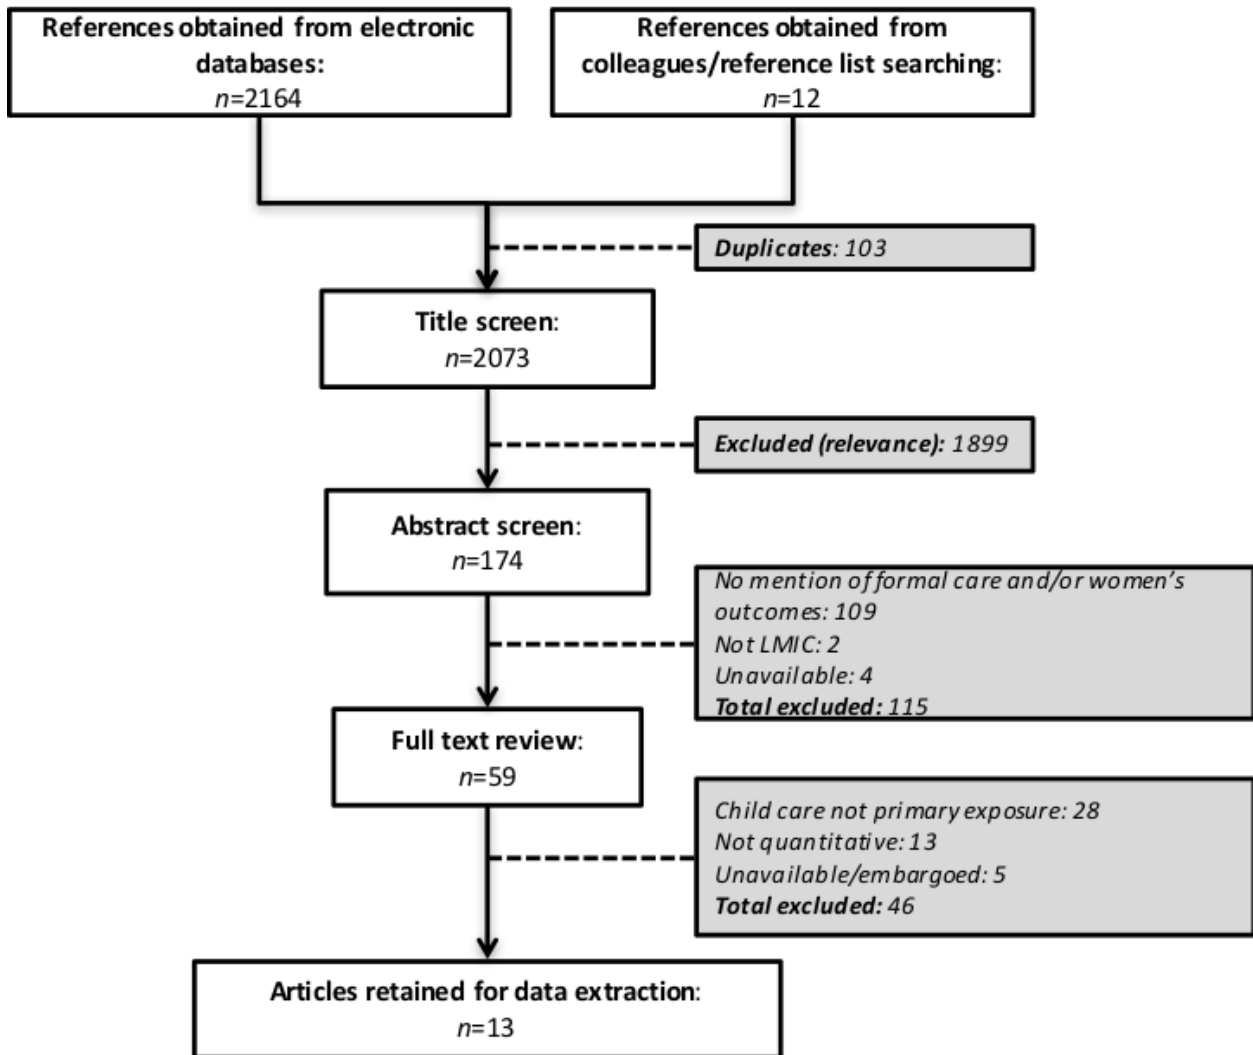 References obtained from electronic
databases:
n=2164
References obtained from
colleagues/reference list searching:
n=12
Duplicates: 103
Title screen:
n=2073
Excluded (relevance): 1899
Abstract screen:
n=174
No mention of formal care and/or women's
outcomes: 109
Not LMIC: 2
Unavailable: 4
Total excluded: 115
Full text review:
n=59
Child care not primary exposure: 28
Not quantitative: 13
Unavailable/embargoed: 5
Total excluded: 46
Articles retained for data extraction:
n=13